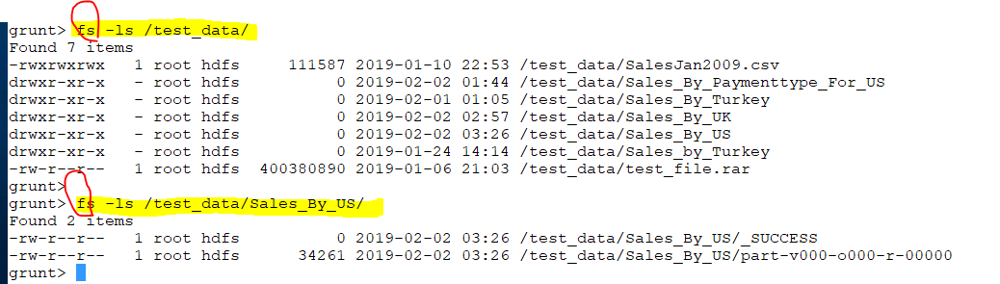 grunt> fs -ls /test_data/
Found 7 items
-rwxrwxrwx   1 root hdfs     111587 2019-01-10 22:53 /test_data/SalesJan2009.csv
drwxr-xr-x   - root hdfs          0 2019-02-02 01:44 /test_data/Sales_By_Paymenttype_For_US
drwxr-xr-x   - root hdfs          0 2019-02-01 01:05 /test_data/Sales_By_Turkey
drwxr-xr-x   - root hdfs          0 2019-02-02 02:57 /test_data/Sales_By_UK
drwxr-xr-x   - root hdfs          0 2019-02-02 03:26 /test_data/Sales_By_US
drwxr-xr-x   - root hdfs          0 2019-01-24 14:14 /test_data/Sales_by_Turkey
-rw-r--r--   1 root hdfs  400380890 2019-01-06 21:03 /test_data/test_file.rar
grunt>
grunt> fs -ls /test_data/Sales_By_US/
Found 2 items
-rw-r--r--   1 root hdfs          0 2019-02-02 03:26 /test_data/Sales_By_US/_SUCCESS
-rw-r--r--   1 root hdfs      34261 2019-02-02 03:26 /test_data/Sales_By_US/part-v000-o000-r-00000
grunt>